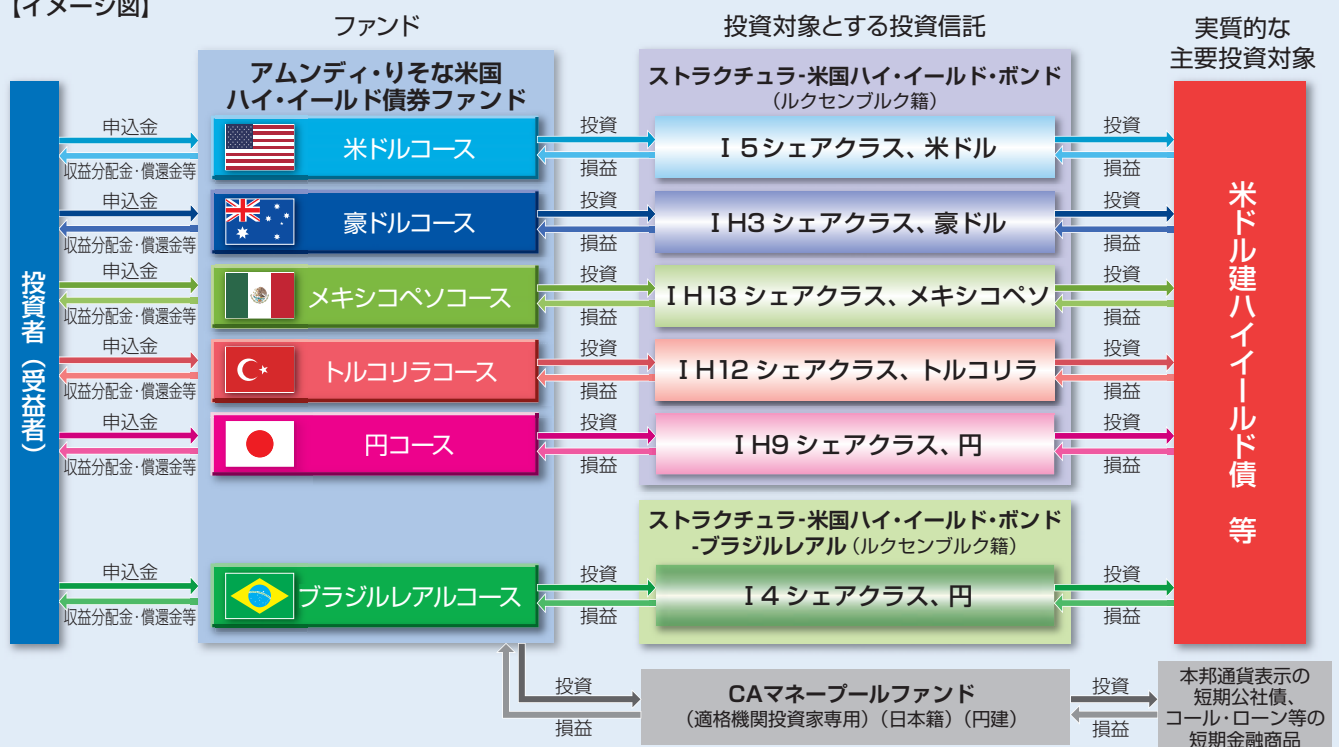 【イメージ図】
ファンド
投資対象とする投資信託
実質的な
主要投資対象
投資者（受益者）
アムンディ・りそな米国
ハイ・イールド債券ファンド
ストラクチュラ-米国ハイ・イールド・ボンド
（ルクセンブルク籍）
申込金
収益分配金・償還金等
米ドルコース
投資
損益
I 5シェアクラス、米ドル
投資
損益
申込金
収益分配金・償還金等
豪ドルコース
投資
損益
I H3 シェアクラス、豪ドル
投資
損益
申込金
収益分配金・償還金等
メキシコペソコース
投資
損益
I H13 シェアクラス、メキシコペソ
投資
損益
申込金
収益分配金・償還金等
トルコリラコース
投資
損益
I H12 シェアクラス、トルコリラ
投資
損益
申込金
収益分配金・償還金等
円コース
投資
損益
I H9 シェアクラス、円
投資
損益
米ドル建ハイイールド債 等
ストラクチュラ-米国ハイ・イールド・ボンド
-ブラジルレアル（ルクセンブルク籍）
申込金
収益分配金・償還金等
ブラジルレアルコース
投資
損益
I 4 シェアクラス、円
投資
損益
投資
損益
CAマネープールファンド
（適格機関投資家専用）（日本籍）（円建）
投資
損益
本邦通貨表示の
短期公社債、
コール・ローン等の
短期金融商品